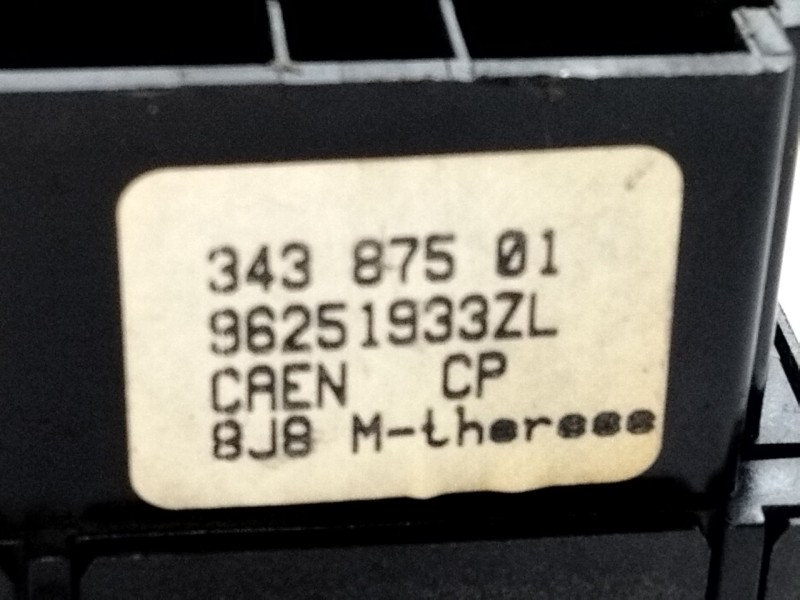 343 875 01
96251933ZL
CAEN CP
8J8 M-therese